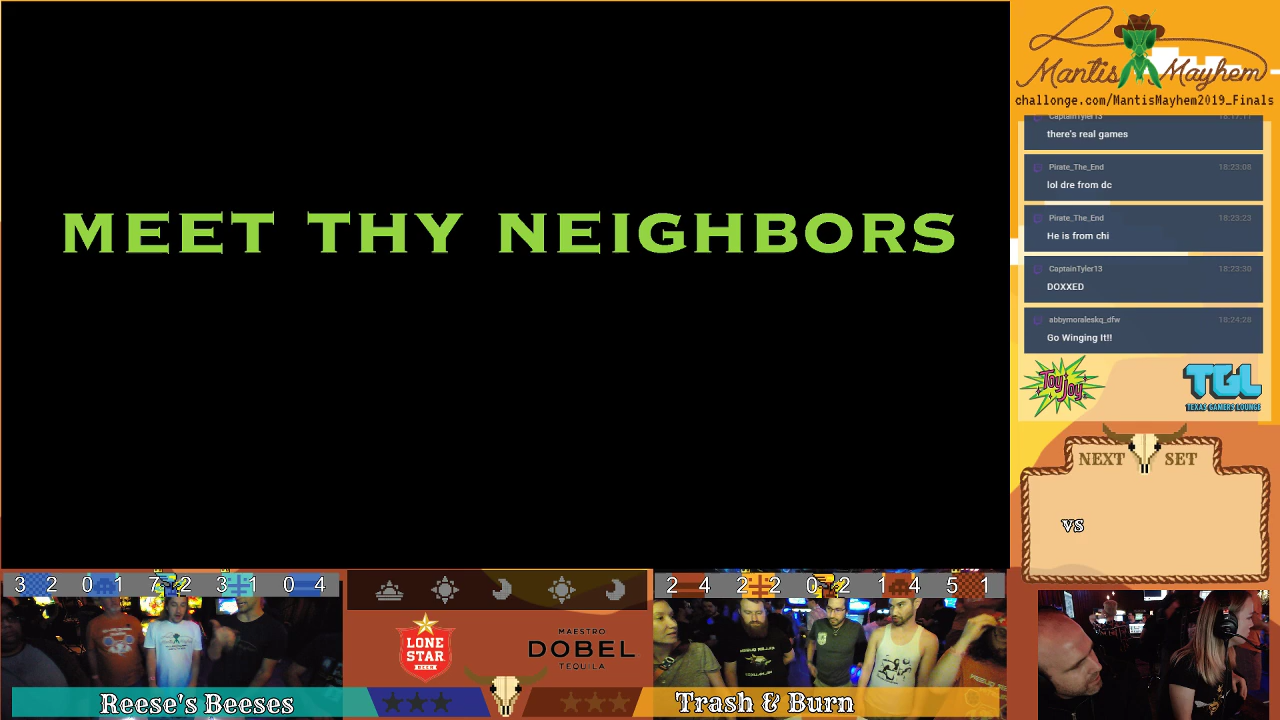 MEET THY NEIGHBORS
Mantis Mayhem
challonge.com/MantisMayhem2019_Finals
CaptainTyler13
there's real games
Pirate_The_End 18:23:08
lol dre from dc
Pirate_The_End 18:23:23
He is from chi
CaptainTyler13 18:23:30
DOXXED
abbymoraleskq_dfw 18:24:28
Go Winging It!!
ToyJoy
TGL
TEXAS GAMERS LOUNGE
NEXT SET
vs
3 2 0 1 7 2 3 1 0 4
2 4 2 2 0 2 1 4 5 1
LONE STAR BEER
MAESTRO
DOBEL
TEQUILA
Reese's Beeses
Trash & Burn